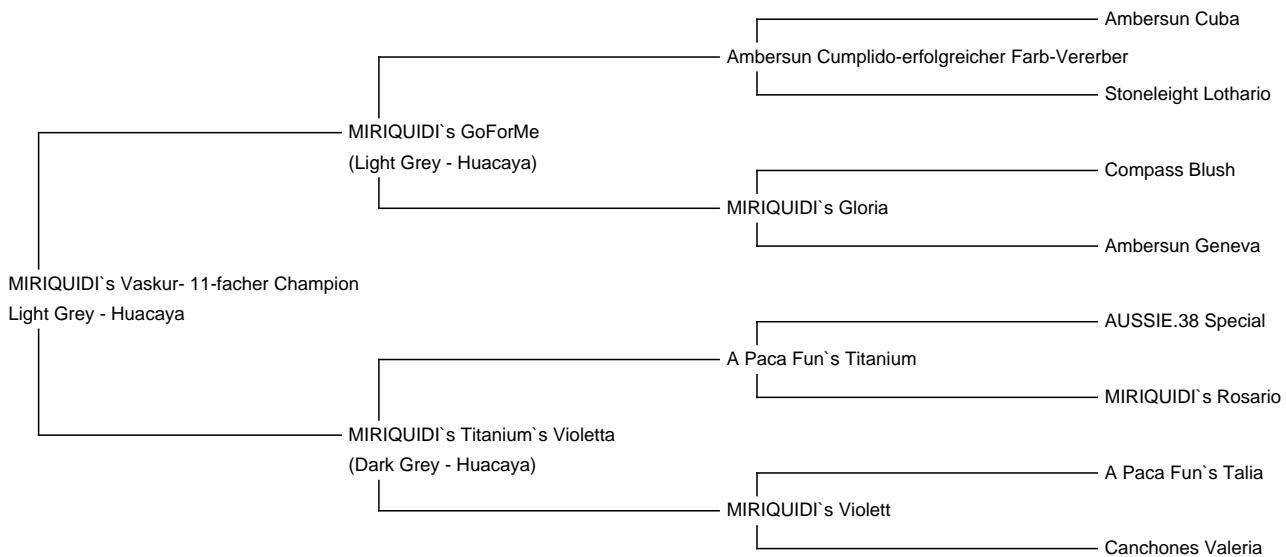 Ambersun Cuba
Ambersun Cumplido-erfolgreicher Farb-Vererber
Stoneleight Lothario
MIRIQUIDI`s GoForMe
(Light Grey - Huacaya)
Compass Blush
MIRIQUIDI`s Gloria
Ambersun Geneva
MIRIQUIDI`s Vaskur- 11-facher Champion
Light Grey - Huacaya
AUSSIE.38 Special
A Paca Fun`s Titanium
MIRIQUIDI`s Rosario
MIRIQUIDI`s Titanium`s Violetta
(Dark Grey - Huacaya)
A Paca Fun`s Talia
MIRIQUIDI`s Violett
Canchones Valeria